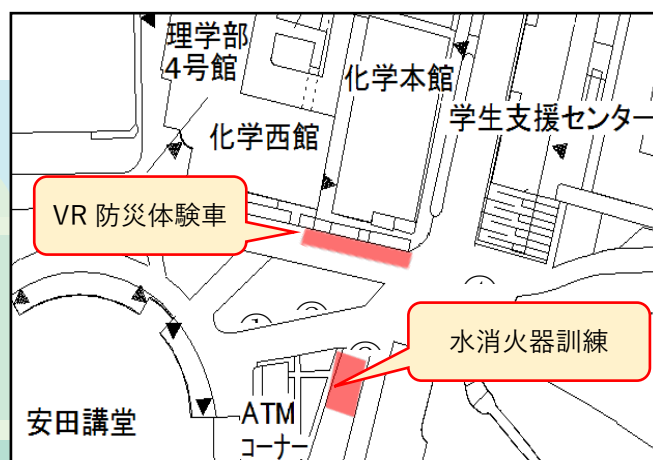 理学部
4号館
化学本館
学生支援センター
化学西館
VR 防災体験車
水消火器訓練
安田講堂
ATM
コーナー